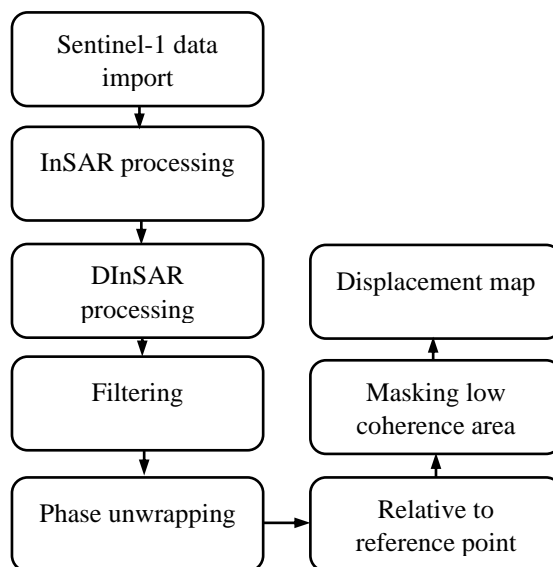 Sentinel-1 data
import
InSAR processing
DInSAR
processing
Filtering
Phase unwrapping
Relative to
reference point
Masking low
coherence area
Displacement map